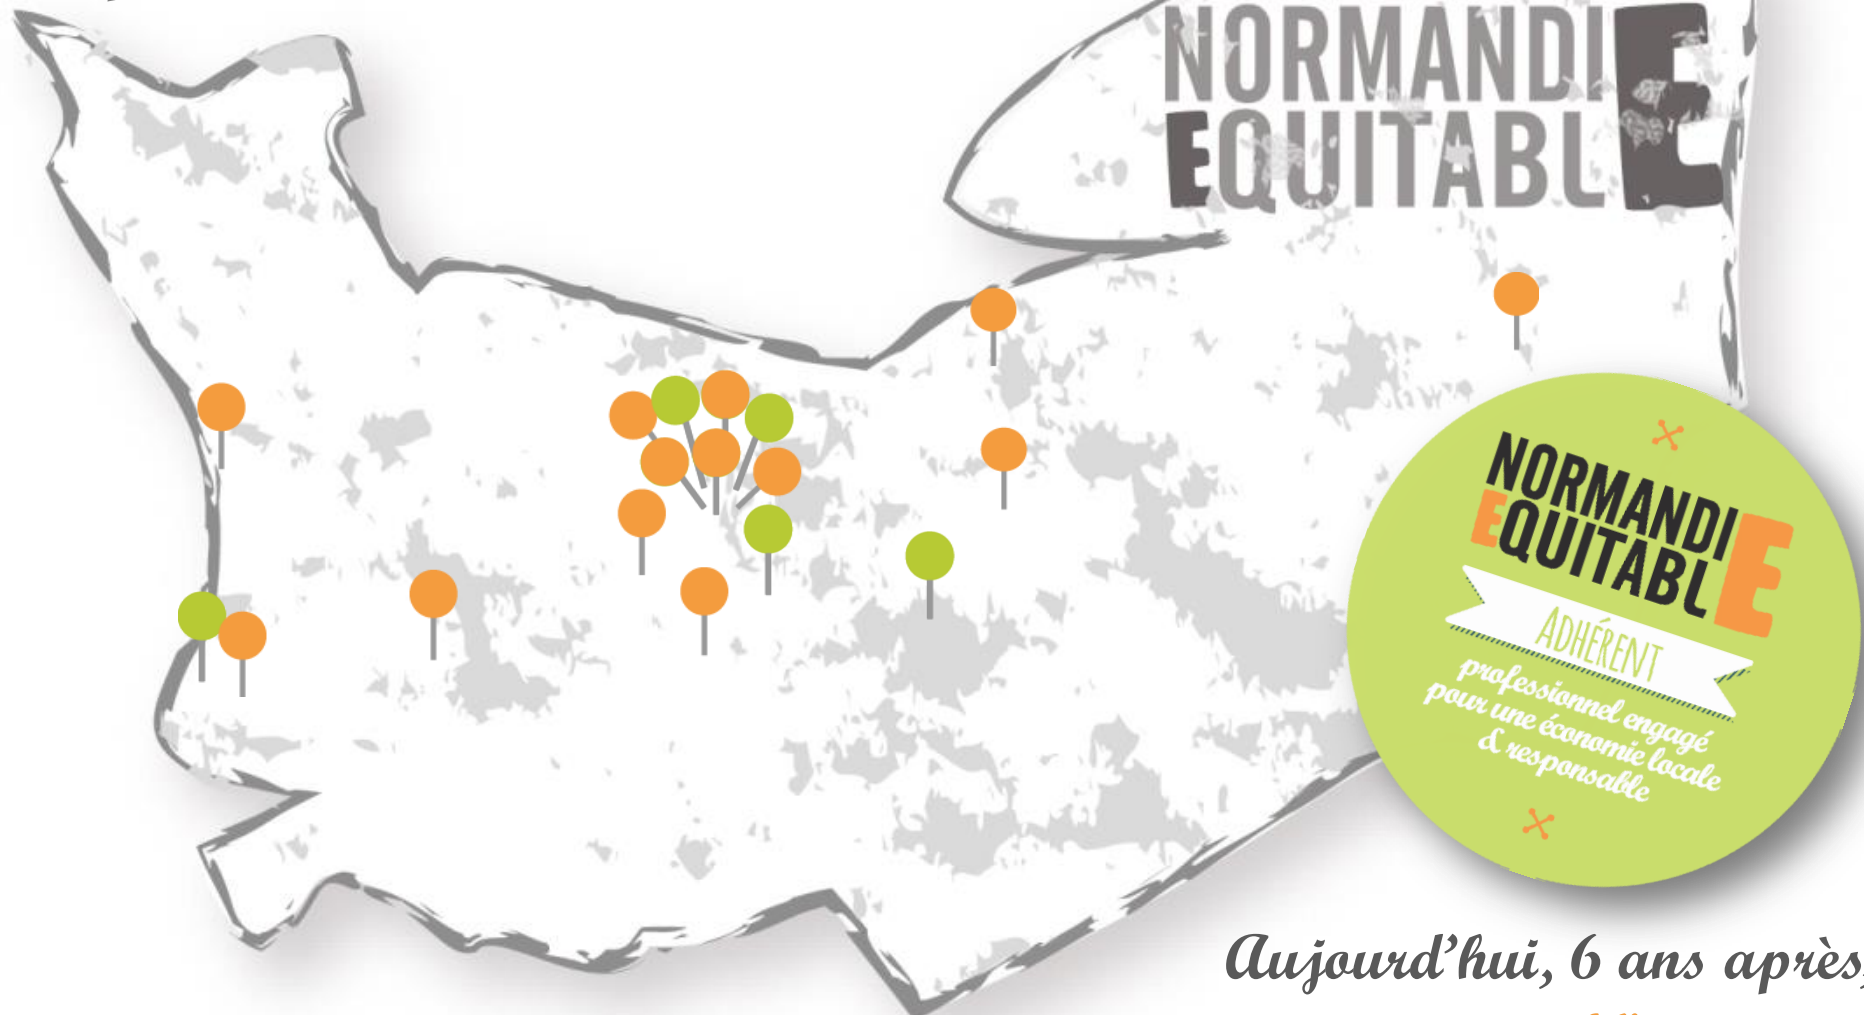 NORMANDIE
EQUITABLE
NORMANDIE
EQUITABLE
ADHÉRENT
professionnel engagé
pour une économie locale
& responsable
Aujourd'hui, 6 ans après,